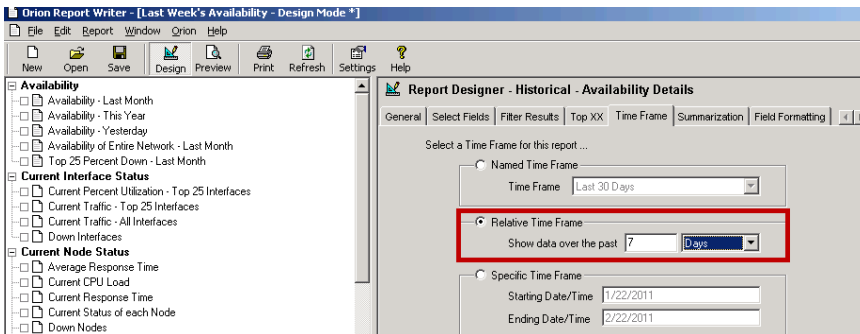 Orion Report Writer - [Last Week's Availability - Design Mode *]
File Edit Report Window Orion Help
New Open Save Design Preview Print Refresh Settings Help
Availability
Availability - Last Month
Availability - This Year
Availability - Yesterday
Availability of Entire Network - Last Month
Top 25 Percent Down - Last Month
Current Interface Status
Current Percent Utilization - Top 25 Interfaces
Current Traffic - Top 25 Interfaces
Current Traffic - All Interfaces
Down Interfaces
Current Node Status
Average Response Time
Current CPU Load
Current Response Time
Current Status of each Node
Down Nodes
Report Designer - Historical - Availability Details
General Select Fields Filter Results Top XX Time Frame Summarization Field Formatting
Select a Time Frame for this report ...
Named Time Frame
Time Frame Last 30 Days
Relative Time Frame
Show data over the past 7 Days
Specific Time Frame
Starting Date/Time 1/22/2011
Ending Date/Time 2/22/2011